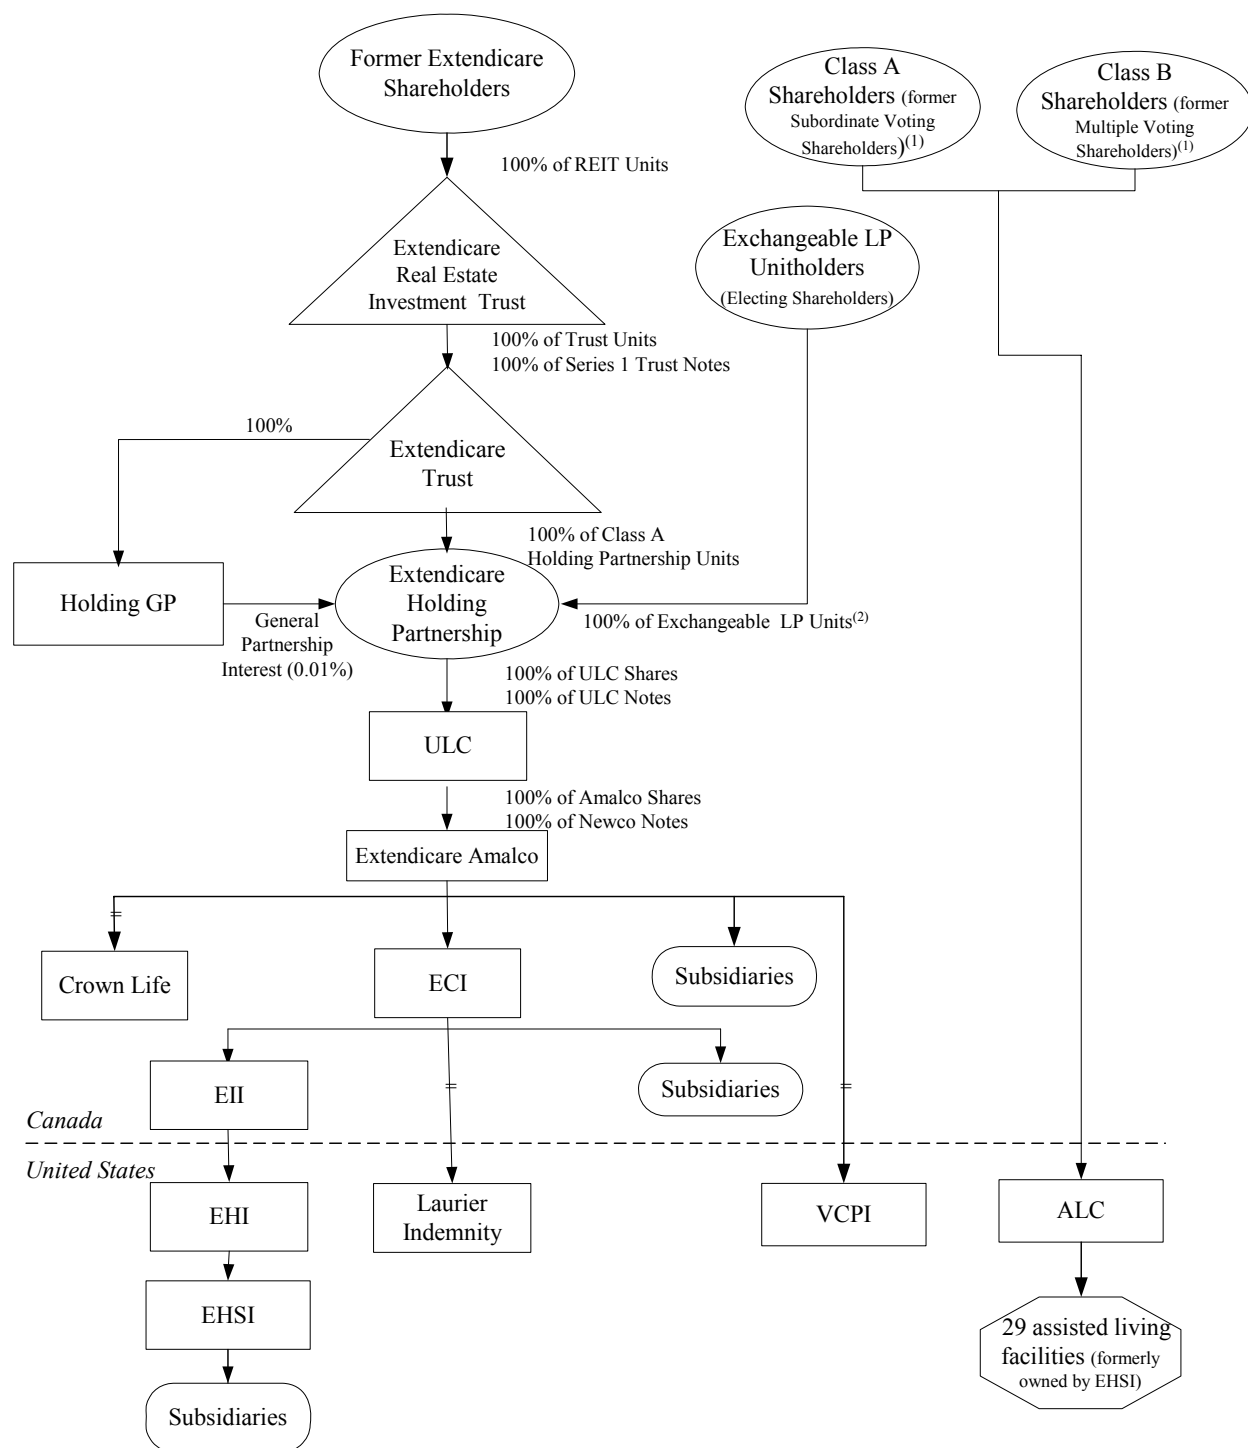 Former Extendicare
Shareholders
Class A
Shareholders (former
Subordinate Voting
Shareholders)(1)
Class B
Shareholders (former
Multiple Voting
Shareholders)(1)
100% of REIT Units
Extendicare
Real Estate
Investment Trust
Exchangeable LP
Unitholders
(Electing Shareholders)
100% of Trust Units
100% of Series 1 Trust Notes
100%
Extendicare
Trust
100% of Class A
Holding Partnership Units
Holding GP
General
Partnership
Interest (0.01%)
Extendicare
Holding
Partnership
100% of Exchangeable LP Units(2)
100% of ULC Shares
100% of ULC Notes
ULC
100% of Amalco Shares
100% of Newco Notes
Extendicare Amalco
Crown Life
ECI
Subsidiaries
EII
Subsidiaries
Canada
United States
EHI
Laurier
Indemnity
VCPI
ALC
EHSI
29 assisted living
facilities (formerly
owned by EHSI)
Subsidiaries